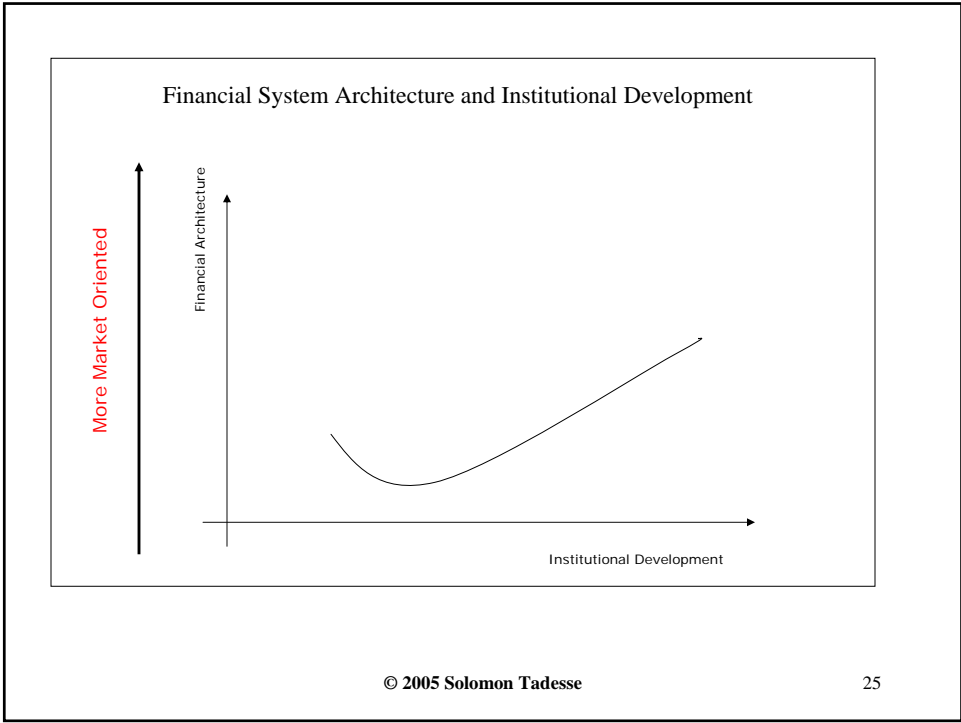 Financial System Architecture and Institutional Development
More Market Oriented
Financial Architecture
Institutional Development
© 2005 Solomon Tadesse
25